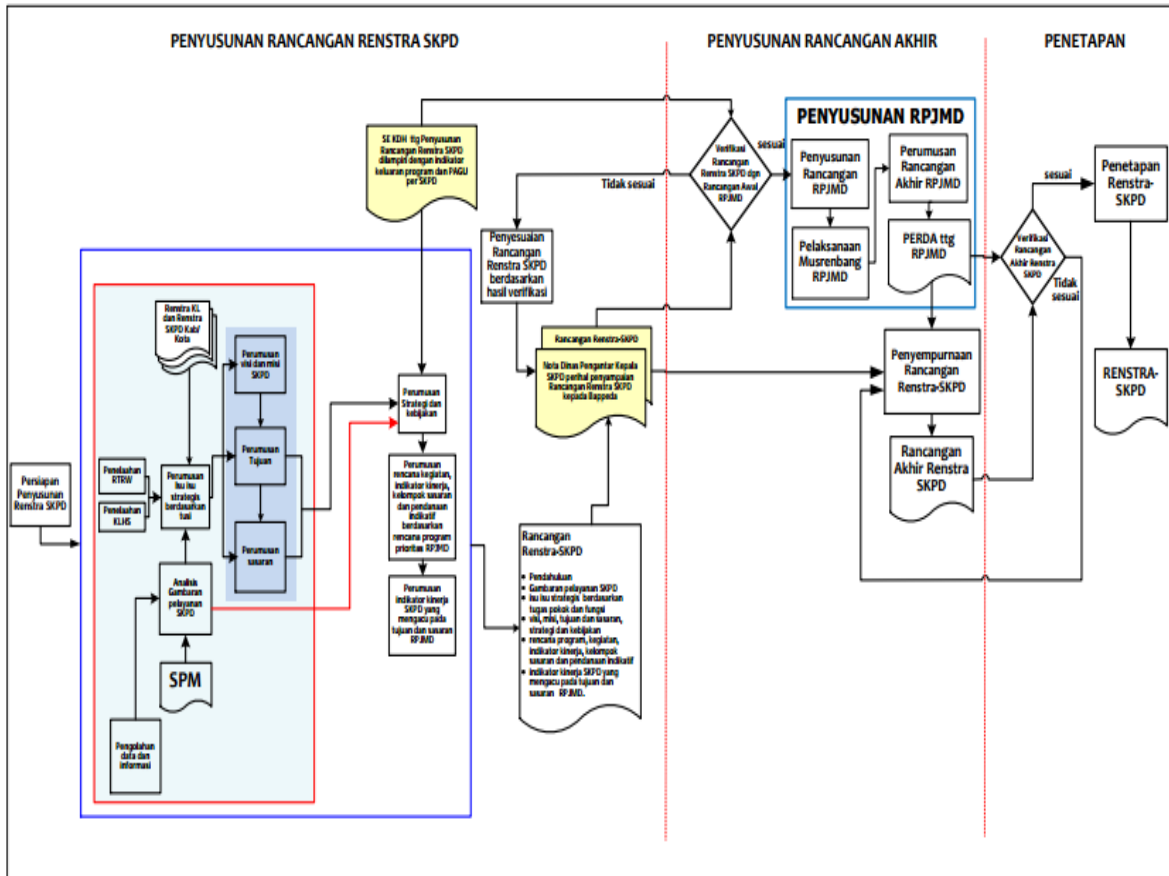 PENYUSUNAN RANCANGAN RENSTRA SKPD
PENYUSUNAN RANCANGAN AKHIR
PENETAPAN
SE KDH ttg Penyusunan
Rancangan Renstra SKPD
dilampiri dengan indikator
keluaran program dan PAGU
per SKPD
Verifikasi
Rancangan
Renstra SKPD dgn
Rancangan Awal
RPJMD
sesuai
Tidak sesuai
PENYUSUNAN RPJMD
Penyusunan
Rancangan
RPJMD
Perumusan
Rancangan
Akhir RPJMD
Pelaksanaan
Musrenbang
RPJMD
PERDA ttg
RPJMD
Verifikasi
Rancangan
Akhir Renstra
SKPD
sesuai
Tidak
sesuai
Penetapan
Renstra-
SKPD
RENSTRA-
SKPD
Penyesuaian
Rancangan
Renstra SKPD
berdasarkan
hasil verifikasi
Rancangan Renstra-SKPD
Nota Dinas Pengantar Kepala
SKPD perihal penyampaian
Rancangan Renstra SKPD
kepada Bappeda
Penyempurnaan
Rancangan
Renstra-SKPD
Rancangan
Akhir Renstra
SKPD
Persiapan
Penyusunan
Renstra SKPD
Renstra KL
dan Renstra
SKPD Kab/
Kota
Penelaahan
RTRW
Penelaahan
KLHS
Perumusan
Isu isu
strategis
berdasarkan
tusi
Perumusan
visi dan misi
SKPD
Perumusan
Tujuan
Perumusan
sasaran
Analisis
Gambaran
pelayanan
SKPD
SPM
Pengolahan
data dan
informasi
Perumusan
Strategi dan
kebijakan
Perumusan
rencana kegiatan,
indikator kinerja,
kelompok sasaran
dan pendanaan
indikatif
berdasarkan
rencana program
prioritas RPJMD
Perumusan
indikator kinerja
SKPD yang
mengacu pada
tujuan dan
sasaran
RPJMD
Rancangan
Renstra-SKPD
• Pendahuluan
• Gambaran pelayanan SKPD
• isu isu strategis berdasarkan
tugas pokok dan fungsi
• visi, misi, tujuan dan sasaran,
strategi dan kebijakan
• rencana program, kegiatan,
indikator kinerja, kelompok
sasaran dan pendanaan indikatif
• indikator kinerja SKPD yang
mengacu pada tujuan dan
sasaran RPJMD.